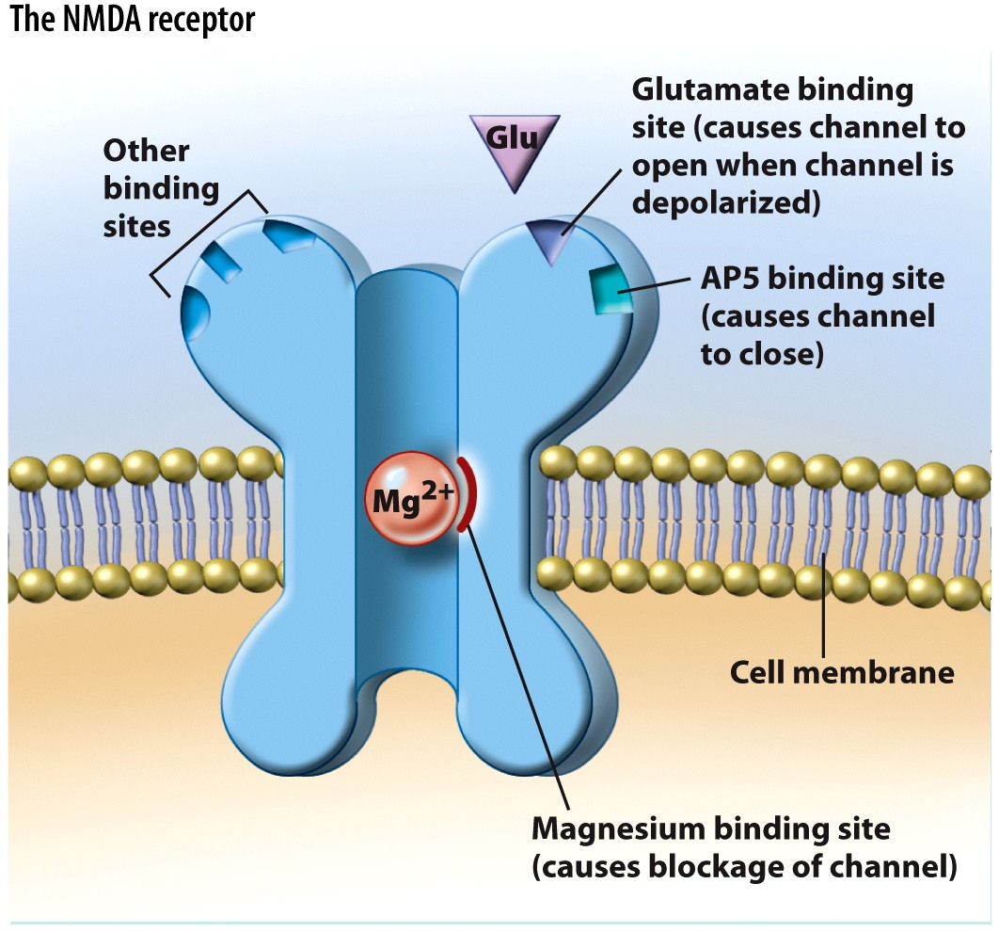 The NMDA receptor
Glutamate binding
site (causes channel to
open when channel is
depolarized)
Glu
Other
binding
sites
AP5 binding site
(causes channel
to close)
Mg2+
Cell membrane
Magnesium binding site
(causes blockage of channel)